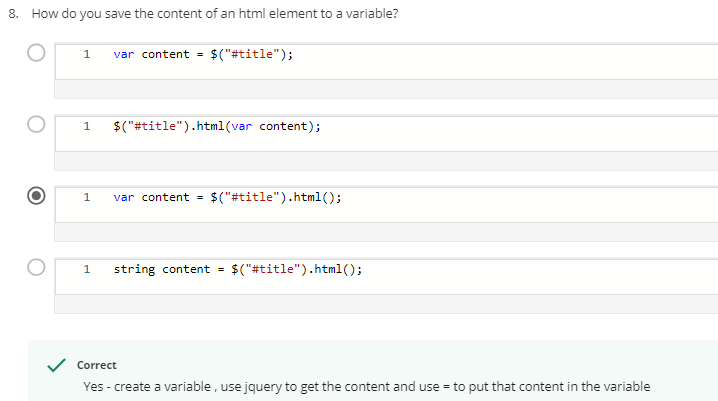 8. How do you save the content of an html element to a variable?
1 var content = $("#title");
1 $("#title").html(var content);
1 var content = $("#title").html();
1 string content = $("#title").html();
Correct
Yes - create a variable , use jquery to get the content and use = to put that content in the variable